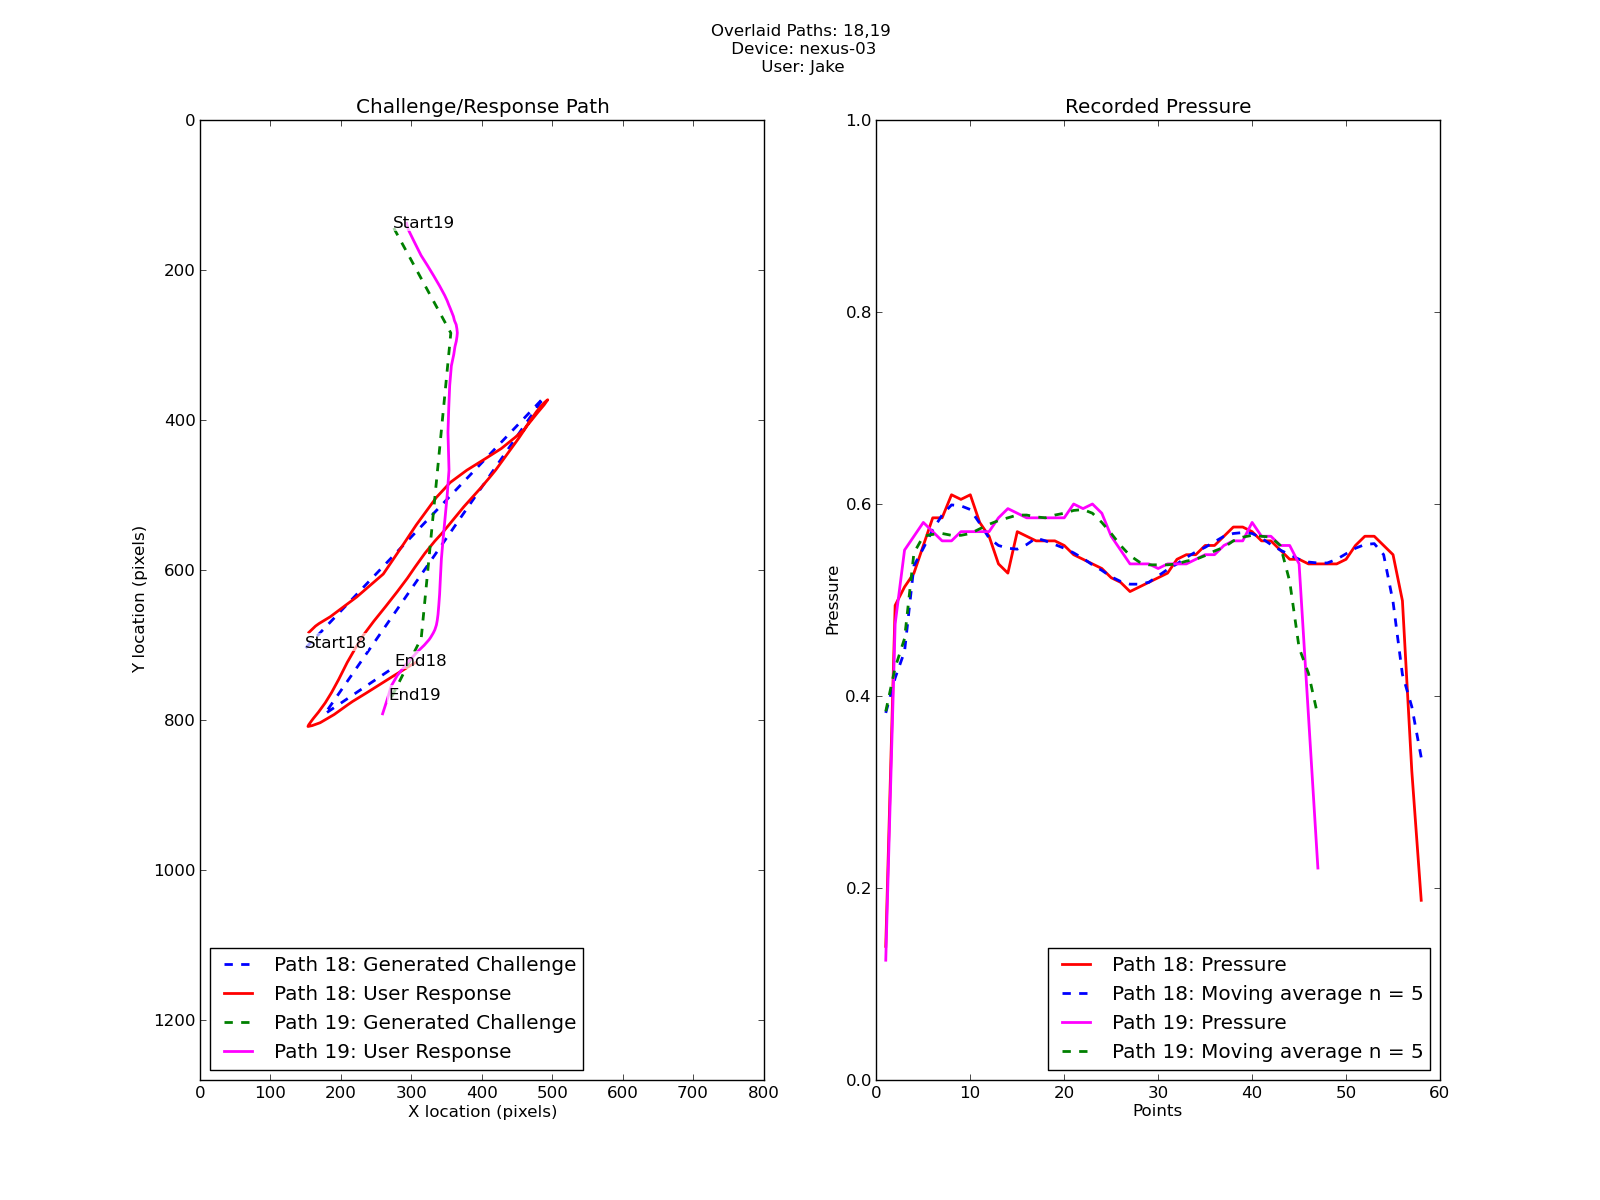 Overlaid Paths: 18,19
Device: nexus-03
User: Jake
Challenge/Response Path
0
200
400
600
800
1000
1200
Y location (pixels)
Start19
Start18
End18
End19
Path 18: Generated Challenge
Path 18: User Response
Path 19: Generated Challenge
Path 19: User Response
0 100 200 300 400 500 600 700 800
X location (pixels)
Recorded Pressure
1.0
0.8
0.6
0.4
0.2
0.0
Pressure
Path 18: Pressure
Path 18: Moving average n = 5
Path 19: Pressure
Path 19: Moving average n = 5
0 10 20 30 40 50 60
Points